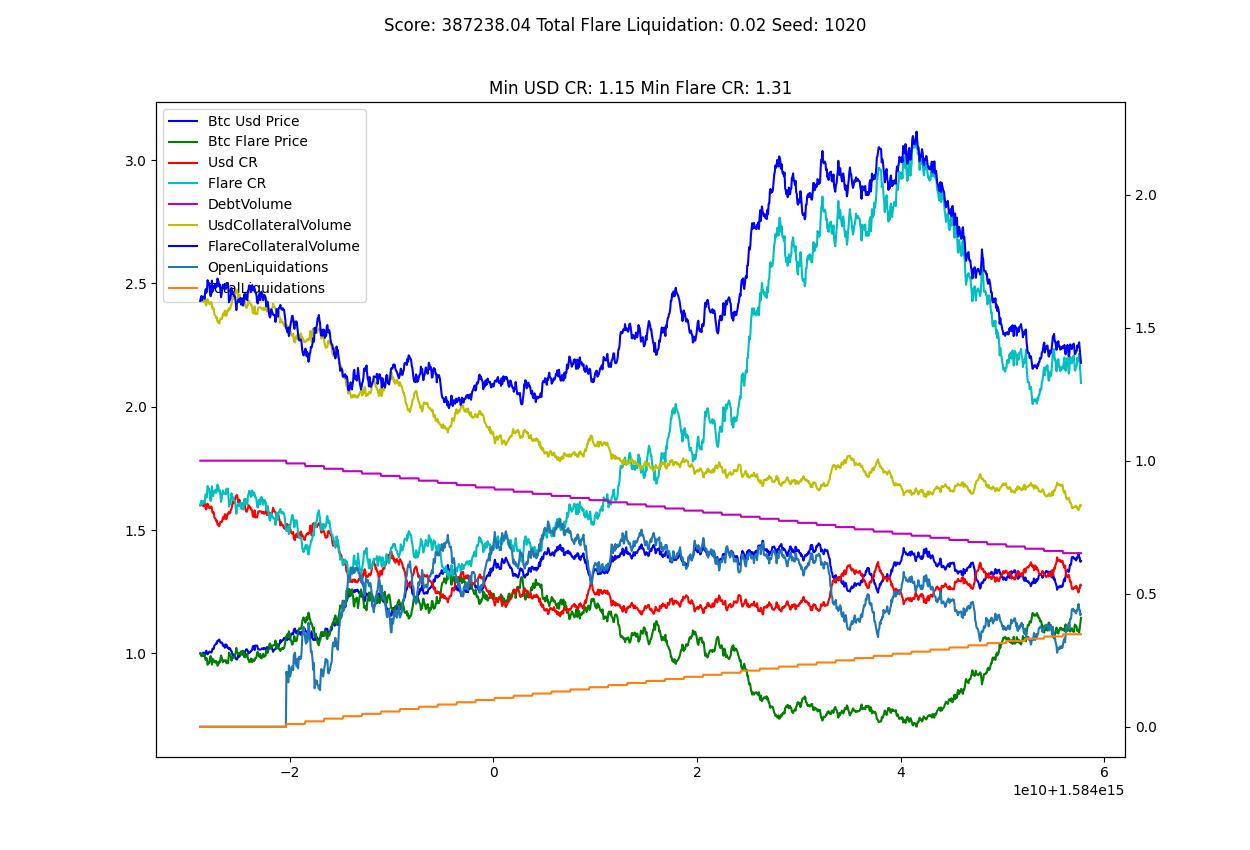 Score: 387238.04 Total Flare Liquidation: 0.02 Seed: 1020
Min USD CR: 1.15 Min Flare CR: 1.31
Btc Usd Price
Btc Flare Price
Usd CR
Flare CR
DebtVolume
UsdCollateralVolume
FlareCollateralVolume
OpenLiquidations
TotalLiquidations
3.0
2.5
2.0
1.5
1.0
2.0
1.5
1.0
0.5
0.0
−2
0
2
4
6
1e10+1.584e15